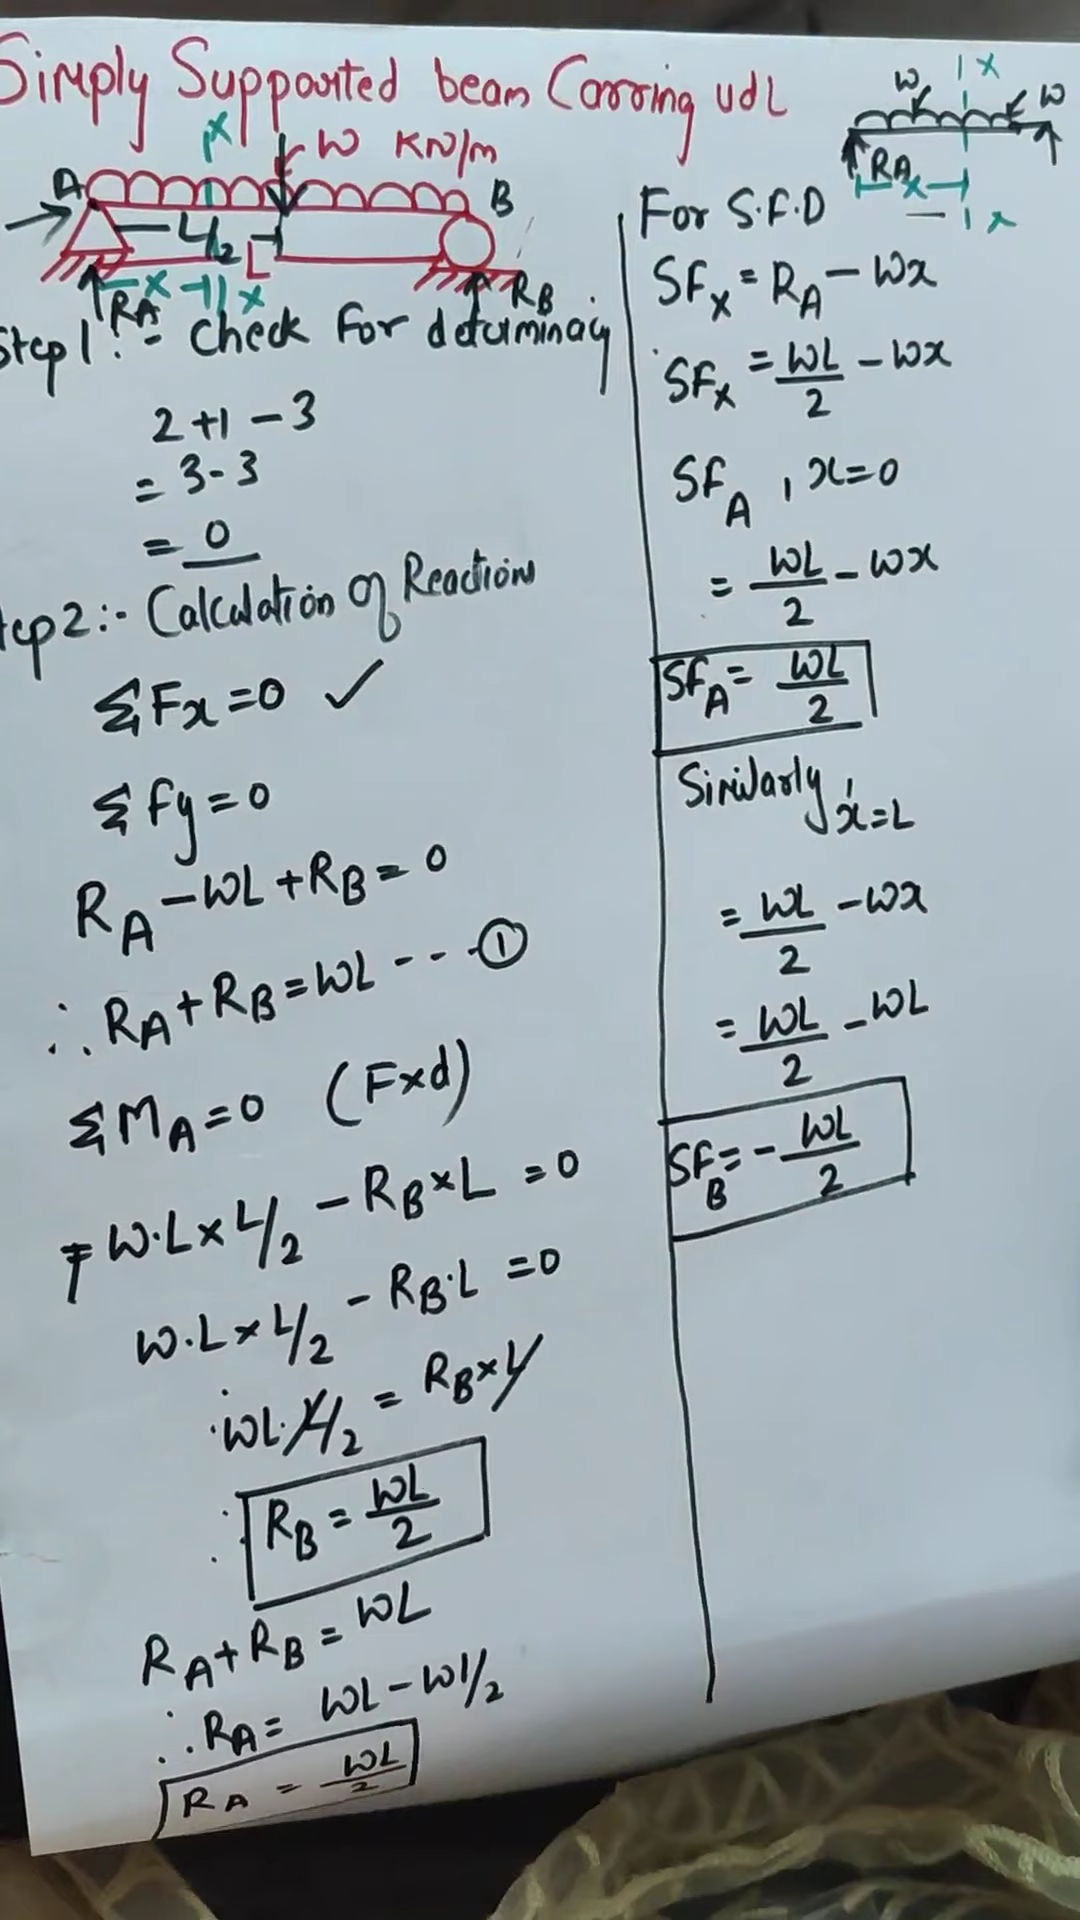 Simply Supported beam Carring udL
x
W KN/m
A
B
L/2
L
x
x
RA
RB
Step 1:- Check For determinacy
2+1-3
= 3-3
= 0
Step 2:- Calculation of Reactions
ΣFx=0 ✓
ΣFy=0
RA-WL+RB=0
∴ RA+RB=WL --- ①
ΣMA=0 (Fxd)
W.L×L/2 - RB×L =0
W.L×L/2 - RB.L =0
WL.L/2 = RB×L
∴ RB = WL/2
RA+RB=WL
∴ RA= WL-Wl/2
RA = WL/2
W
x
W
RA
x
x
For S.F.D
SFx=RA-Wx
SFx = WL/2 -Wx
SFA, x=0
= WL/2 -Wx
SFA= WL/2
Similarly, x=L
= WL/2 -Wx
= WL/2 -WL
SFB= -WL/2